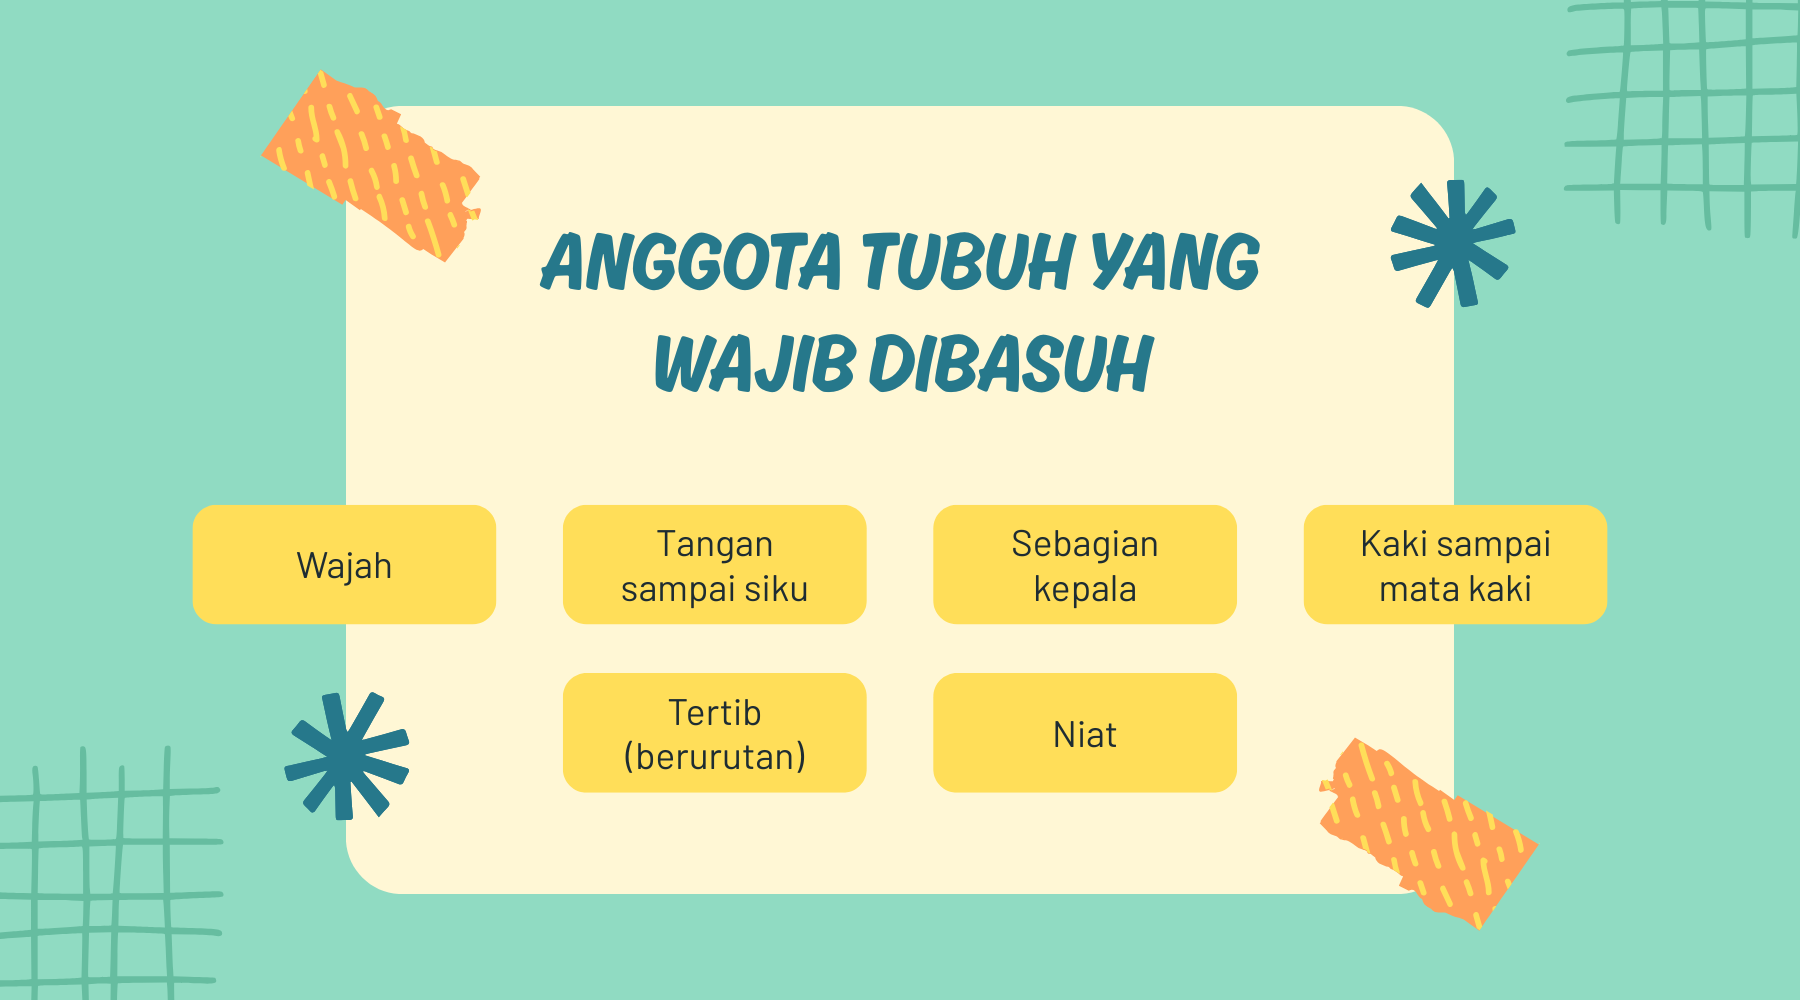 ANGGOTA TUBUH YANG
WAJIB DIBASUH
Wajah
Tangan
sampai siku
Sebagian
kepala
Kaki sampai
mata kaki
Tertib
(berurutan)
Niat